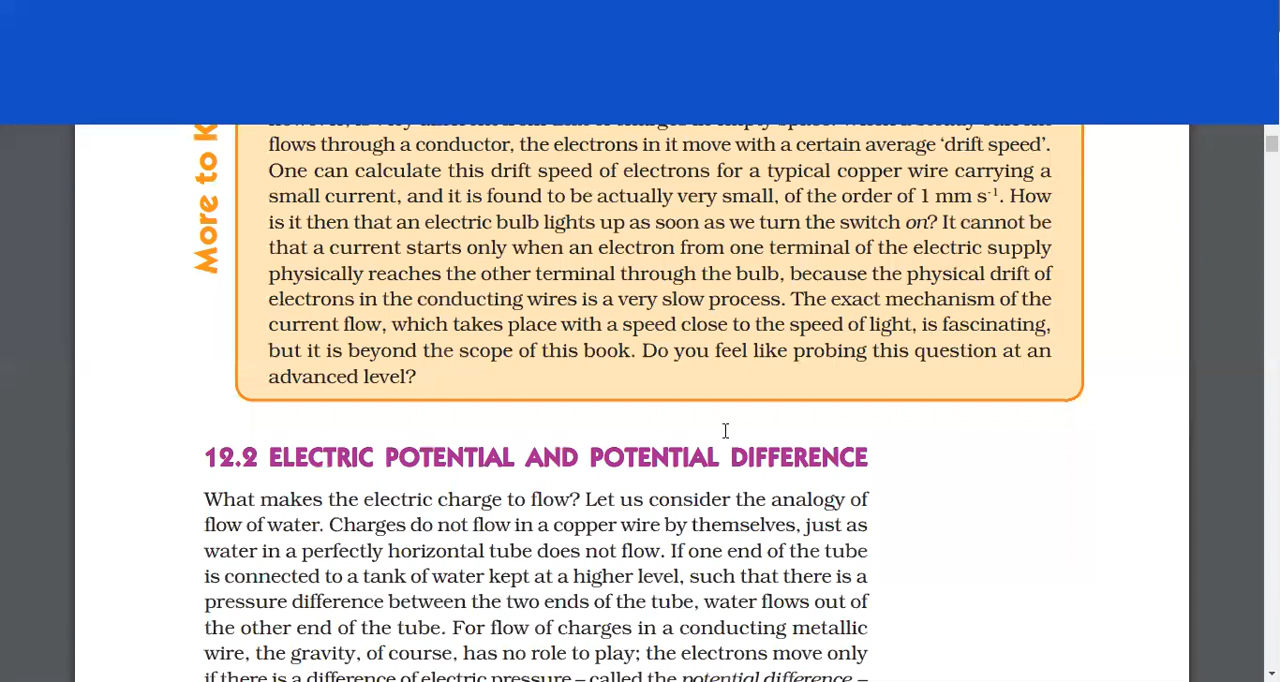 More to
flows through a conductor, the electrons in it move with a certain average ‘drift speed’.
One can calculate this drift speed of electrons for a typical copper wire carrying a
small current, and it is found to be actually very small, of the order of 1 mm s⁻¹. How
is it then that an electric bulb lights up as soon as we turn the switch on? It cannot be
that a current starts only when an electron from one terminal of the electric supply
physically reaches the other terminal through the bulb, because the physical drift of
electrons in the conducting wires is a very slow process. The exact mechanism of the
current flow, which takes place with a speed close to the speed of light, is fascinating,
but it is beyond the scope of this book. Do you feel like probing this question at an
advanced level?
12.2 ELECTRIC POTENTIAL AND POTENTIAL DIFFERENCE
What makes the electric charge to flow? Let us consider the analogy of
flow of water. Charges do not flow in a copper wire by themselves, just as
water in a perfectly horizontal tube does not flow. If one end of the tube
is connected to a tank of water kept at a higher level, such that there is a
pressure difference between the two ends of the tube, water flows out of
the other end of the tube. For flow of charges in a conducting metallic
wire, the gravity, of course, has no role to play; the electrons move only
if there is a difference of electric pressure – called the potential difference –